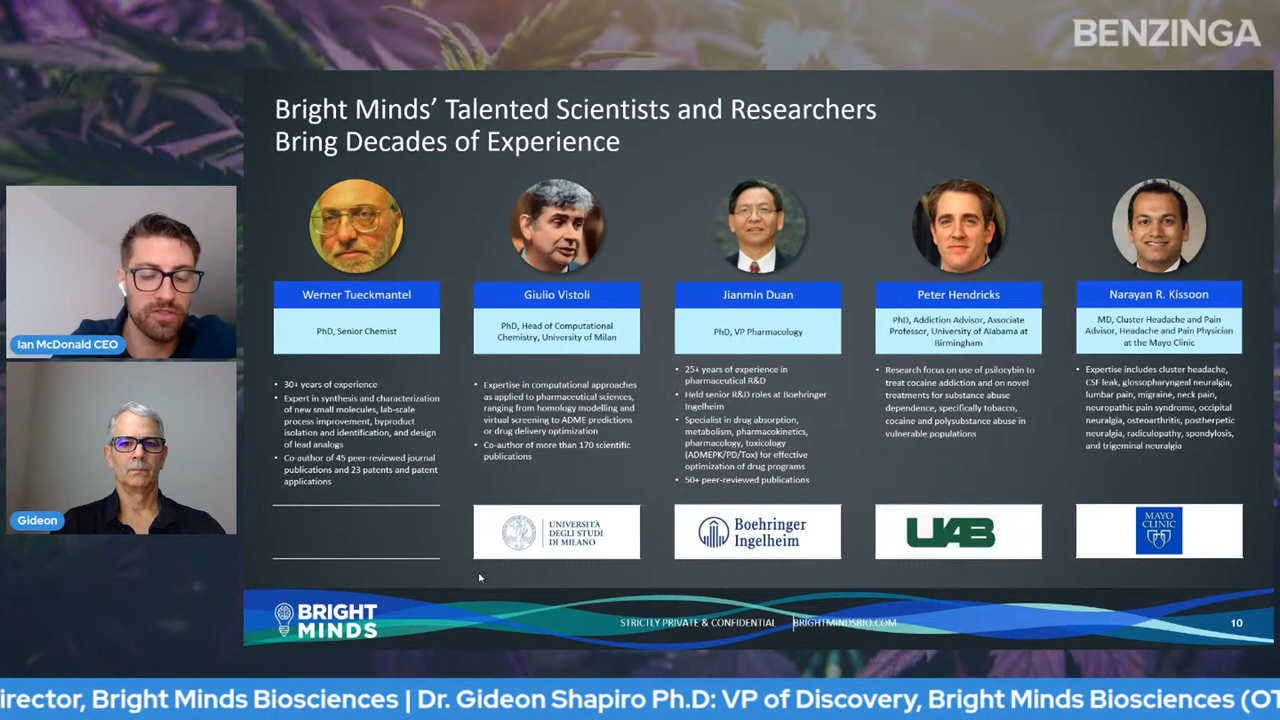 BENZINGA
Bright Minds' Talented Scientists and Researchers
Bring Decades of Experience
Ian McDonald CEO
Gideon
Werner Tueckmantel
PhD, Senior Chemist
• 30+ years of experience
• Expert in synthesis and characterization
of new small molecules, lab-scale
process improvement, byproduct
isolation and identification, and design
of lead analogs
• Co-author of 45 peer-reviewed journal
publications and 23 patents and patent
applications
Giulio Vistoli
PhD, Head of Computational
Chemistry, University of Milan
• Expertise in computational approaches
as applied to pharmaceutical sciences,
ranging from homology modelling and
virtual screening to ADME predictions
or drug delivery optimization
• Co-author of more than 170 scientific
publications
UNIVERSITÀ
DEGLI STUDI
DI MILANO
Jianmin Duan
PhD, VP Pharmacology
• 25+ years of experience in
pharmaceutical R&D
• Held senior R&D roles at Boehringer
Ingelheim
• Specialist in drug absorption,
metabolism, pharmacokinetics,
pharmacology, toxicology
(ADMEPK/PD/Tox) for effective
optimization of drug programs
• 50+ peer-reviewed publications
Boehringer
Ingelheim
Peter Hendricks
PhD, Addiction Advisor, Associate
Professor, University of Alabama at
Birmingham
• Research focus on use of psilocybin to
treat cocaine addiction and on novel
treatments for substance abuse
dependence, specifically tobacco,
cocaine and polysubstance abuse in
vulnerable populations
UAB
Narayan R. Kissoon
MD, Cluster Headache and Pain
Advisor, Headache and Pain Physician
at the Mayo Clinic
• Expertise includes cluster headache,
CSF leak, glossopharyngeal neuralgia,
lumbar pain, migraine, neck pain,
neuropathic pain syndrome, occipital
neuralgia, osteoarthritis, postherpetic
neuralgia, radiculopathy, spondylosis,
and trigeminal neuralgia
MAYO
CLINIC
BRIGHT
MINDS
STRICTLY PRIVATE & CONFIDENTIAL
BRIGHTMINDSBIO.COM
10
irector, Bright Minds Biosciences | Dr. Gideon Shapiro Ph.D: VP of Discovery, Bright Minds Biosciences (OT